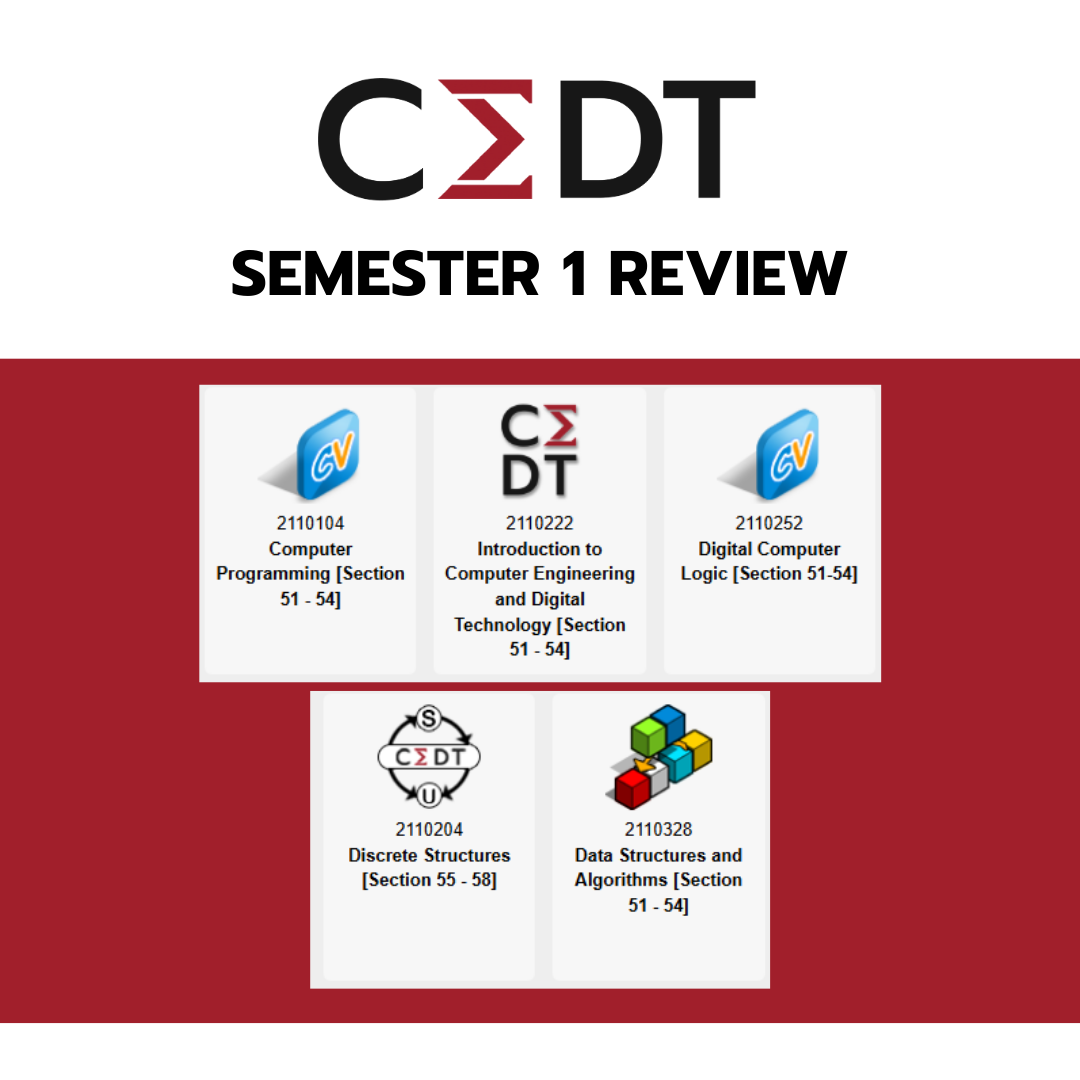 CΣDT
SEMESTER 1 REVIEW
CV
2110104
Computer
Programming [Section
51 - 54]
CΣ
DT
2110222
Introduction to
Computer Engineering
and Digital
Technology [Section
51 - 54]
CV
2110252
Digital Computer
Logic [Section 51-54]
S
CΣDT
U
2110204
Discrete Structures
[Section 55 - 58]
2110328
Data Structures and
Algorithms [Section
51 - 54]